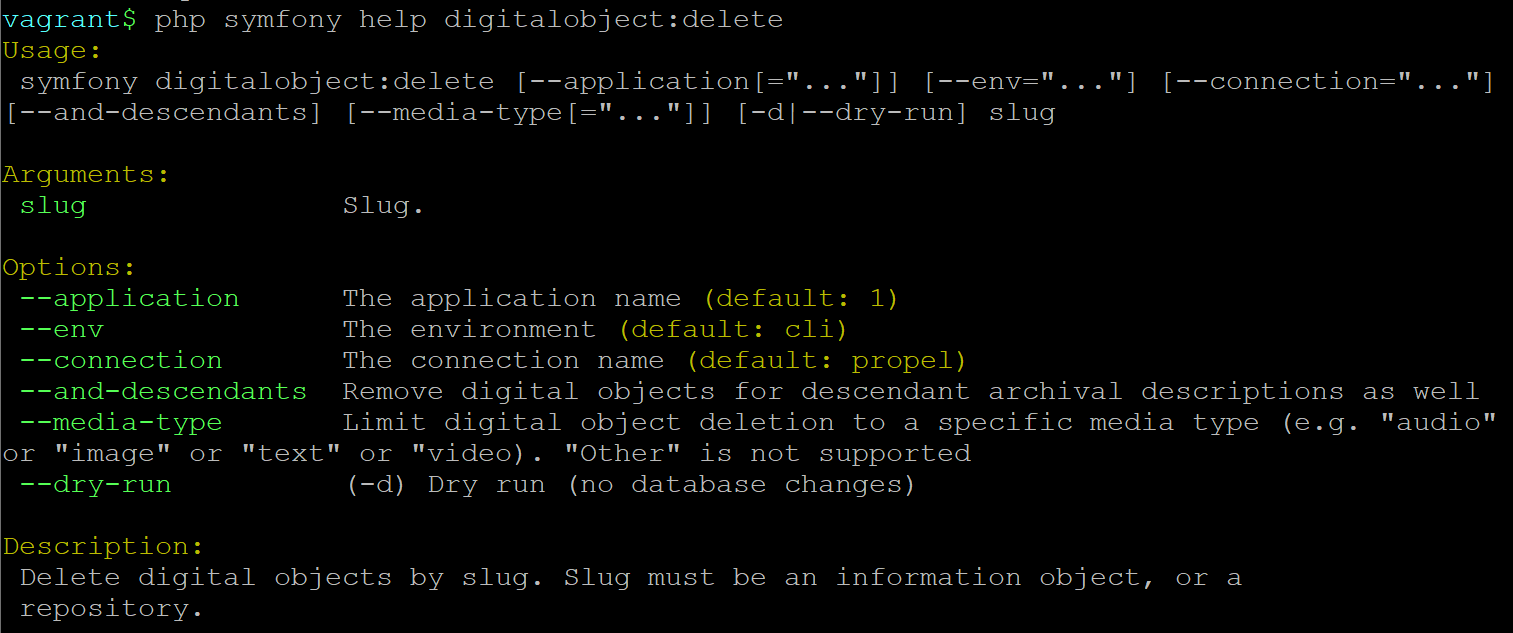 vagrant$ php symfony help digitalobject:delete
Usage:
 symfony digitalobject:delete [--application[="..."]] [--env="..."] [--connection="..."]
[--and-descendants] [--media-type[="..."]] [-d|--dry-run] slug
Arguments:
 slug               Slug.
Options:
 --application      The application name (default: 1)
 --env              The environment (default: cli)
 --connection       The connection name (default: propel)
 --and-descendants  Remove digital objects for descendant archival descriptions as well
 --media-type       Limit digital object deletion to a specific media type (e.g. "audio"
or "image" or "text" or "video). "Other" is not supported
 --dry-run          (-d) Dry run (no database changes)
Description:
 Delete digital objects by slug. Slug must be an information object, or a
 repository.